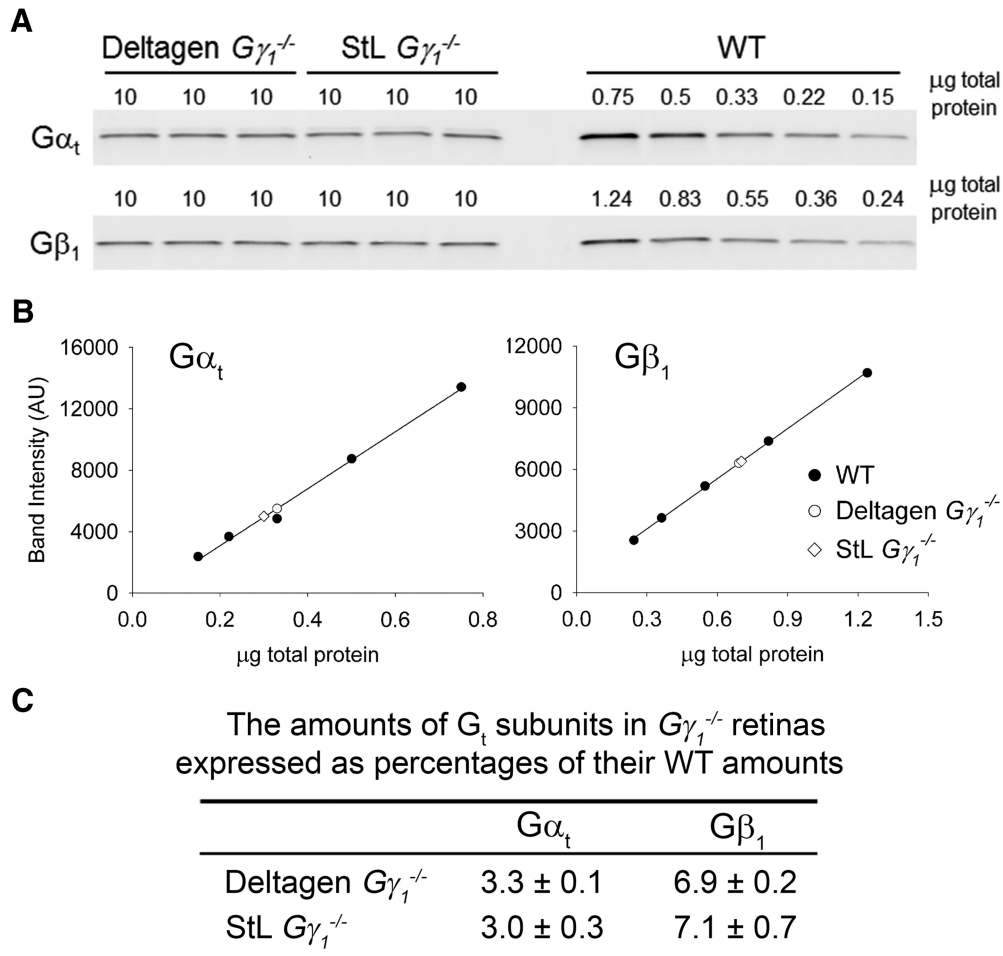 A
Deltagen Gγ1-/- StL Gγ1-/- WT
10 10 10 10 10 10 0.75 0.5 0.33 0.22 0.15 μg total protein
Gαt
10 10 10 10 10 10 1.24 0.83 0.55 0.36 0.24 μg total protein
Gβ1
B
Gαt
Band Intensity (AU)
16000
12000
8000
4000
0
0.0 0.2 0.4 0.6 0.8
μg total protein
Gβ1
12000
9000
6000
3000
0
0.0 0.3 0.6 0.9 1.2 1.5
μg total protein
WT
Deltagen Gγ1-/-
StL Gγ1-/-
C
The amounts of Gt subunits in Gγ1-/- retinas
expressed as percentages of their WT amounts
Gαt Gβ1
Deltagen Gγ1-/- 3.3 ± 0.1 6.9 ± 0.2
StL Gγ1-/- 3.0 ± 0.3 7.1 ± 0.7